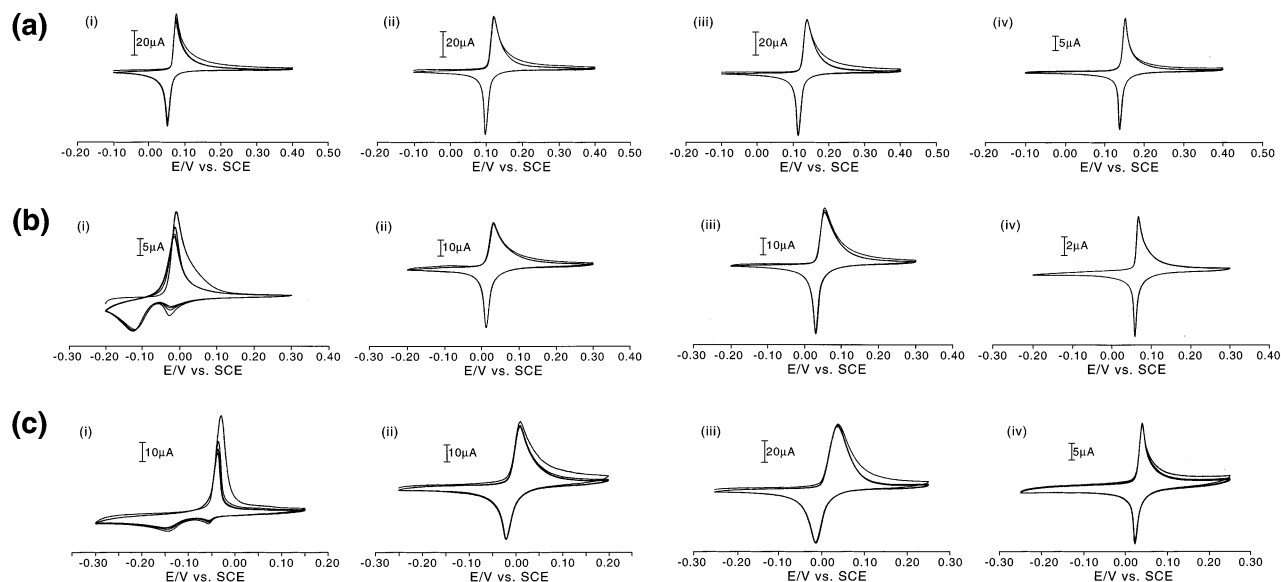 (a)
(i) (ii) (iii) (iv)
20μA 20μA 20μA 5μA
-0.20 -0.10 0.00 0.10 0.20 0.30 0.40 0.50 -0.20 -0.10 0.00 0.10 0.20 0.30 0.40 0.50 -0.20 -0.10 0.00 0.10 0.20 0.30 0.40 0.50 -0.20 -0.10 0.00 0.10 0.20 0.30 0.40 0.50
E/V vs. SCE E/V vs. SCE E/V vs. SCE E/V vs. SCE
(b)
(i) (ii) (iii) (iv)
5μA 10μA 10μA 2μA
-0.30 -0.20 -0.10 0.00 0.10 0.20 0.30 0.40 -0.30 -0.20 -0.10 0.00 0.10 0.20 0.30 0.40 -0.30 -0.20 -0.10 0.00 0.10 0.20 0.30 0.40 -0.30 -0.20 -0.10 0.00 0.10 0.20 0.30 0.40
E/V vs. SCE E/V vs. SCE E/V vs. SCE E/V vs. SCE
(c)
(i) (ii) (iii) (iv)
10μA 10μA 20μA 5μA
-0.30 -0.20 -0.10 0.00 0.10 0.20 -0.30 -0.20 -0.10 0.00 0.10 0.20 -0.30 -0.20 -0.10 0.00 0.10 0.20 0.30 -0.30 -0.20 -0.10 0.00 0.10 0.20 0.30
E/V vs. SCE E/V vs. SCE E/V vs. SCE E/V vs. SCE